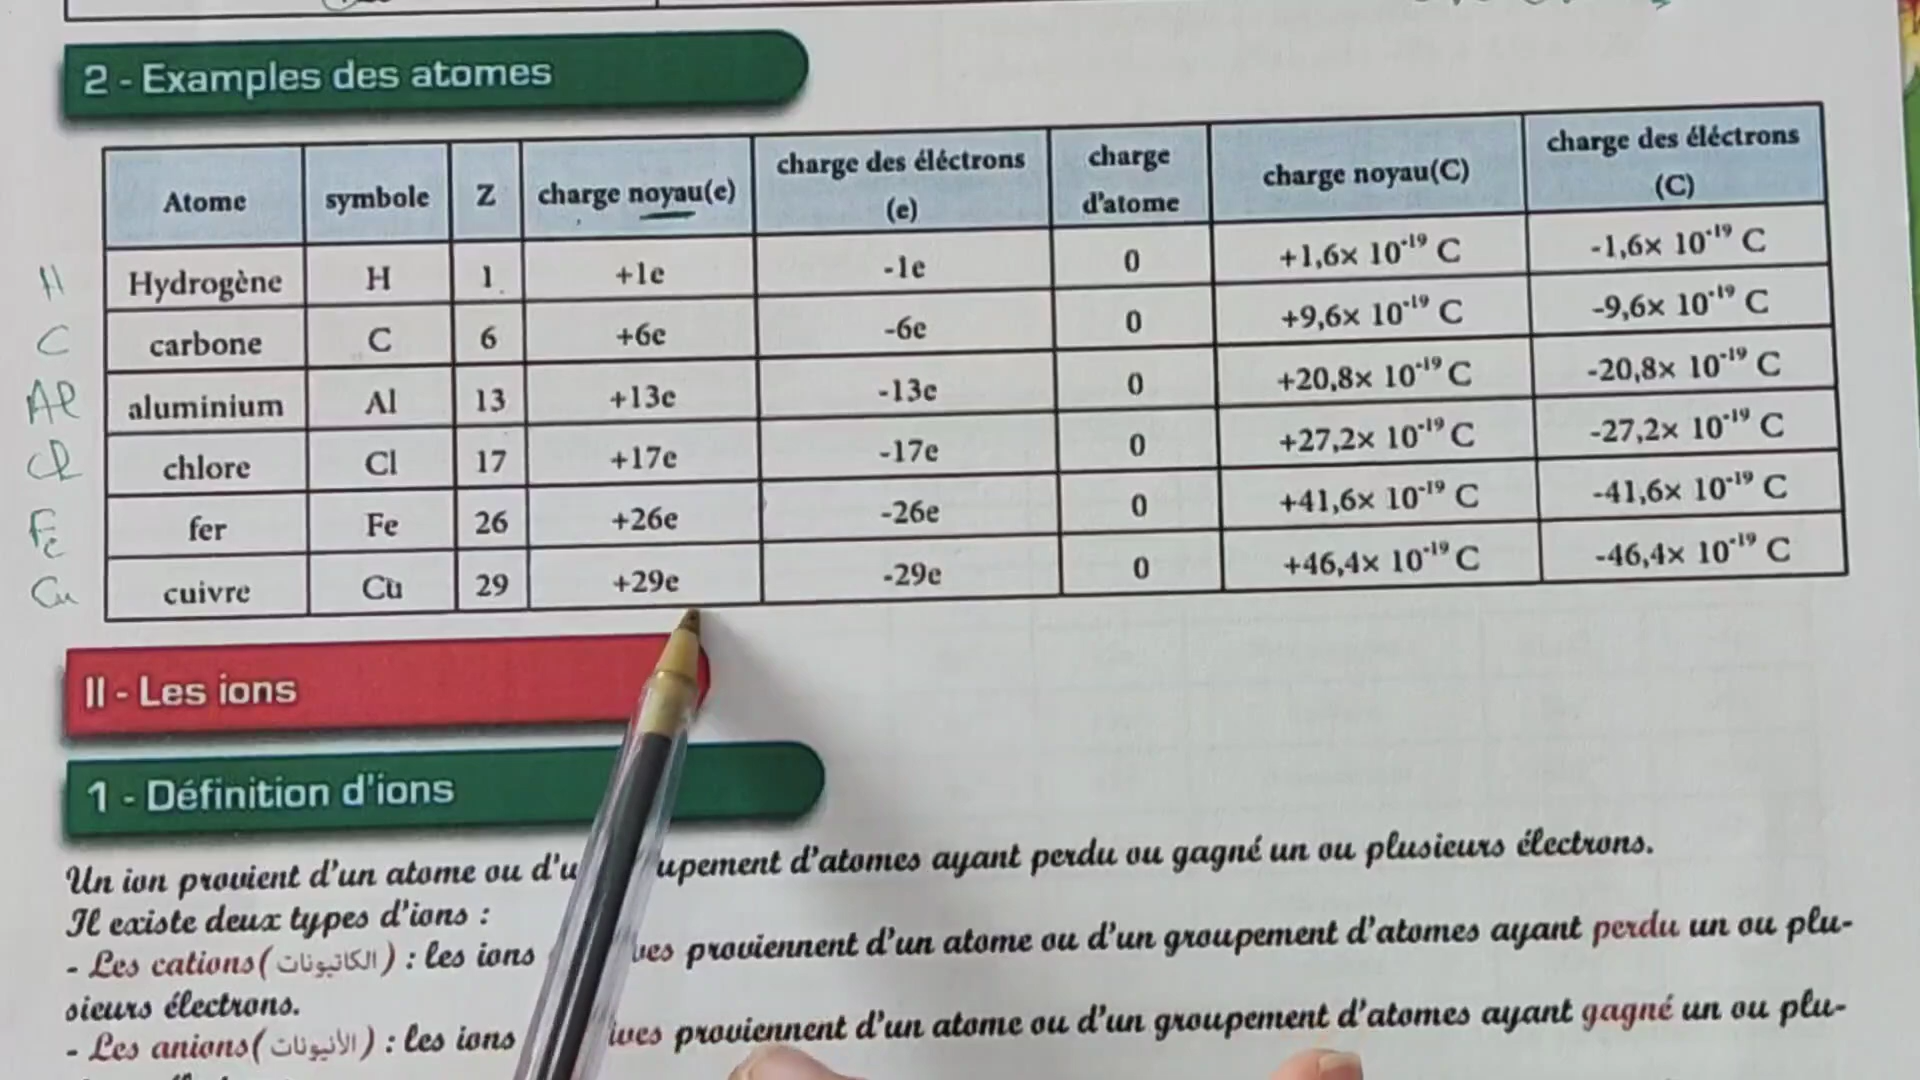 2 - Examples des atomes
Atome symbole Z charge noyau(e) charge des éléctrons (e) charge d'atome charge noyau(C) charge des éléctrons (C)
H Hydrogène H 1 +1e -1e 0 +1,6× 10⁻¹⁹ C -1,6× 10⁻¹⁹ C
C carbone C 6 +6e -6e 0 +9,6× 10⁻¹⁹ C -9,6× 10⁻¹⁹ C
Al aluminium Al 13 +13e -13e 0 +20,8× 10⁻¹⁹ C -20,8× 10⁻¹⁹ C
Cl chlore Cl 17 +17e -17e 0 +27,2× 10⁻¹⁹ C -27,2× 10⁻¹⁹ C
Fe fer Fe 26 +26e -26e 0 +41,6× 10⁻¹⁹ C -41,6× 10⁻¹⁹ C
Cu cuivre Cu 29 +29e -29e 0 +46,4× 10⁻¹⁹ C -46,4× 10⁻¹⁹ C
II - Les ions
1 - Définition d'ions
Un ion provient d'un atome ou d'u upement d'atomes ayant perdu ou gagné un ou plusieurs électrons.
Il existe deux types d'ions :
- Les cations( الكاتيونات ) : les ions ves proviennent d'un atome ou d'un groupement d'atomes ayant perdu un ou plu-
sieurs électrons.
- Les anions( الأنيونات ) : les ions ives proviennent d'un atome ou d'un groupement d'atomes ayant gagné un ou plu-